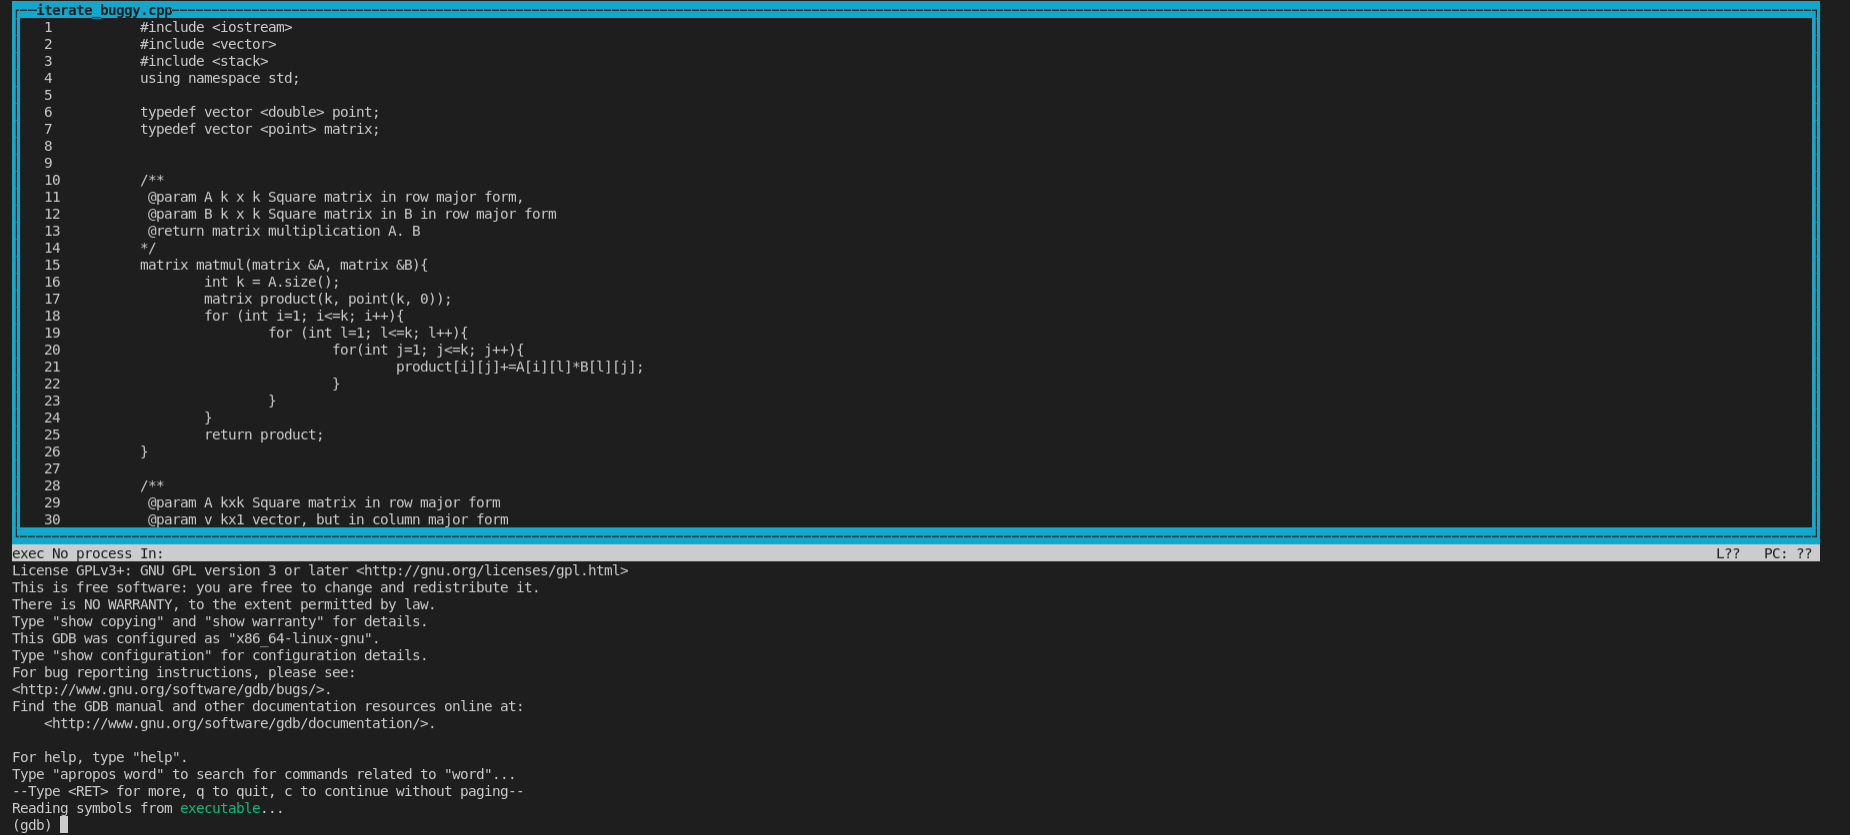 iterate_buggy.cpp
1 #include <iostream>
2 #include <vector>
3 #include <stack>
4 using namespace std;
5
6 typedef vector <double> point;
7 typedef vector <point> matrix;
8
9
10 /**
11 @param A k x k Square matrix in row major form,
12 @param B k x k Square matrix in B in row major form
13 @return matrix multiplication A. B
14 */
15 matrix matmul(matrix &A, matrix &B){
16 int k = A.size();
17 matrix product(k, point(k, 0));
18 for (int i=1; i<=k; i++){
19 for (int l=1; l<=k; l++){
20 for(int j=1; j<=k; j++){
21 product[i][j]+=A[i][l]*B[l][j];
22 }
23 }
24 }
25 return product;
26 }
27
28 /**
29 @param A kxk Square matrix in row major form
30 @param v kx1 vector, but in column major form
exec No process In: L?? PC: ??
License GPLv3+: GNU GPL version 3 or later <http://gnu.org/licenses/gpl.html>
This is free software: you are free to change and redistribute it.
There is NO WARRANTY, to the extent permitted by law.
Type "show copying" and "show warranty" for details.
This GDB was configured as "x86_64-linux-gnu".
Type "show configuration" for configuration details.
For bug reporting instructions, please see:
<http://www.gnu.org/software/gdb/bugs/>.
Find the GDB manual and other documentation resources online at:
<http://www.gnu.org/software/gdb/documentation/>.

For help, type "help".
Type "apropos word" to search for commands related to "word"...
--Type <RET> for more, q to quit, c to continue without paging--
Reading symbols from executable...
(gdb)